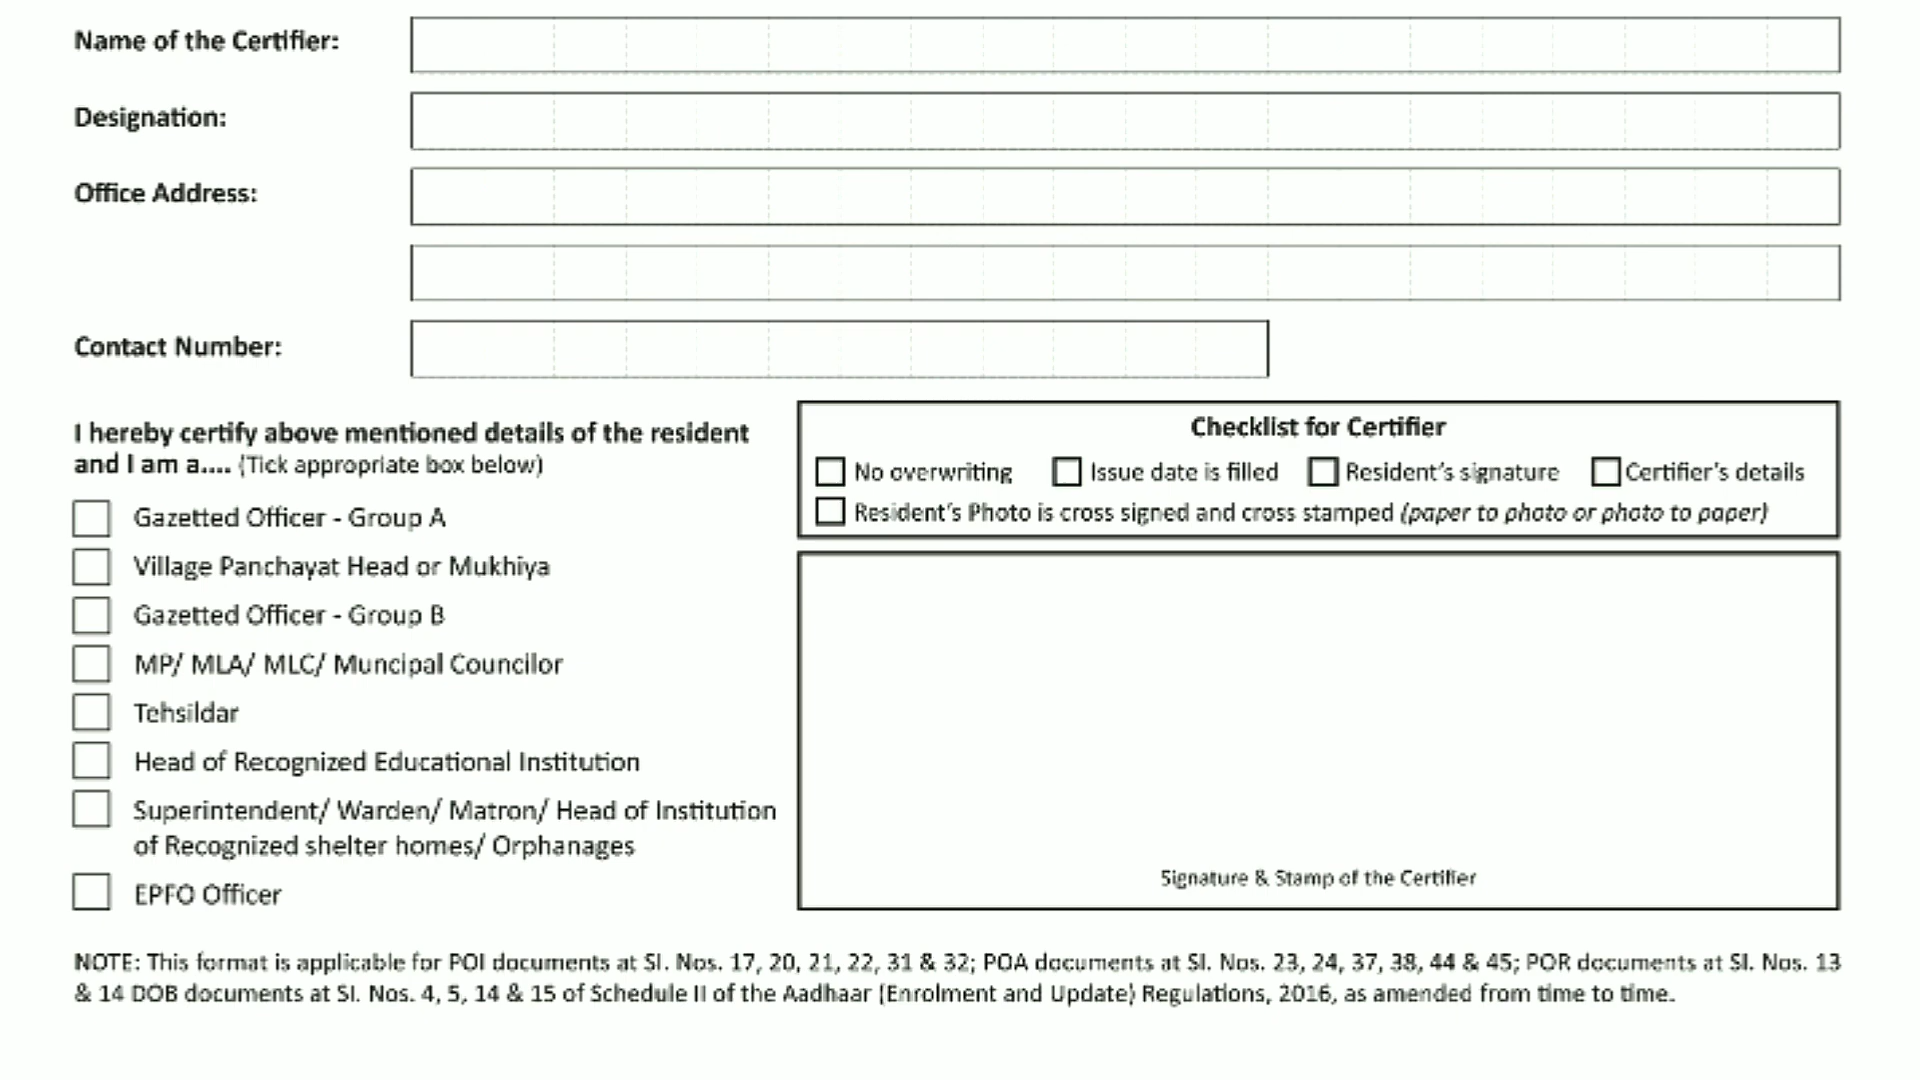 Name of the Certifier:
Designation:
Office Address:
Contact Number:
I hereby certify above mentioned details of the resident
and I am a.... (Tick appropriate box below)
Gazetted Officer - Group A
Village Panchayat Head or Mukhiya
Gazetted Officer - Group B
MP/ MLA/ MLC/ Muncipal Councilor
Tehsildar
Head of Recognized Educational Institution
Superintendent/ Warden/ Matron/ Head of Institution
of Recognized shelter homes/ Orphanages
EPFO Officer
Checklist for Certifier
No overwriting Issue date is filled Resident's signature Certifier's details
Resident's Photo is cross signed and cross stamped (paper to photo or photo to paper)
Signature & Stamp of the Certifier
NOTE: This format is applicable for POI documents at SI. Nos. 17, 20, 21, 22, 31 & 32; POA documents at SI. Nos. 23, 24, 37, 38, 44 & 45; POR documents at SI. Nos. 13
& 14 DOB documents at SI. Nos. 4, 5, 14 & 15 of Schedule II of the Aadhaar (Enrolment and Update) Regulations, 2016, as amended from time to time.